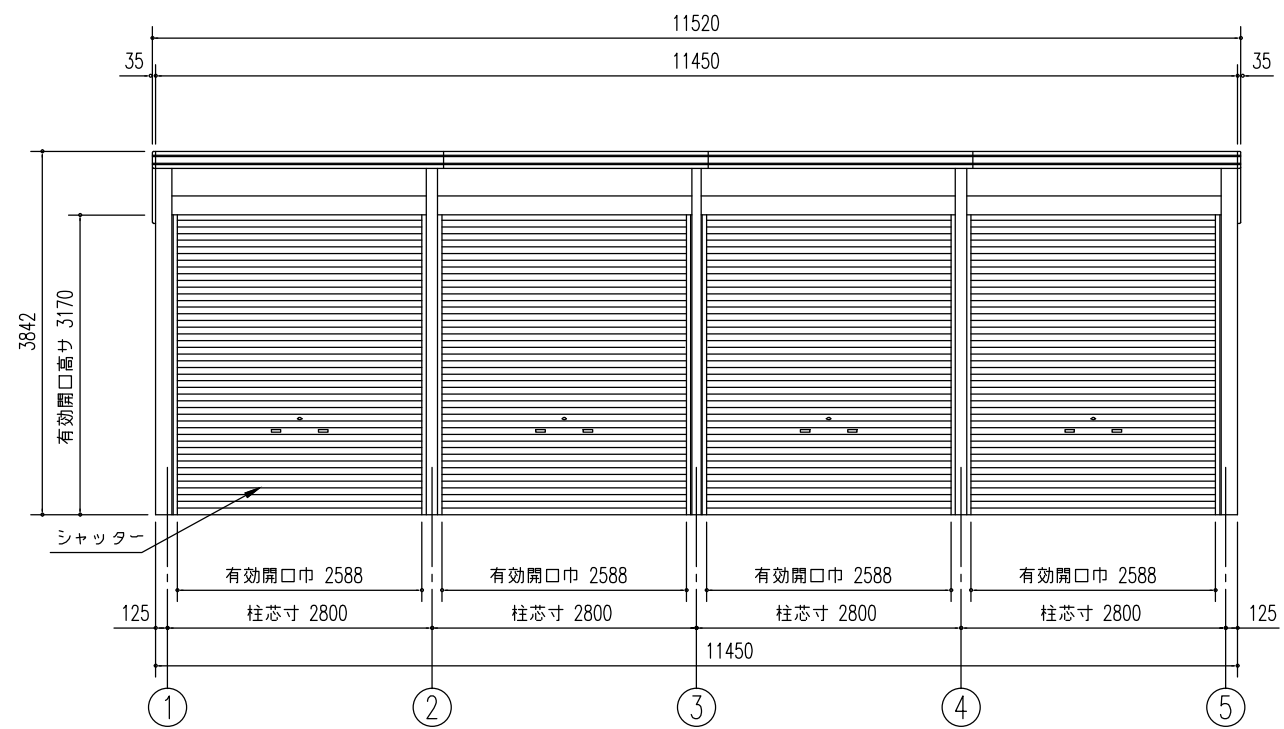 11520
35 11450 35
3842
有効開口高サ 3170
シャッター
有効開口巾 2588 有効開口巾 2588 有効開口巾 2588 有効開口巾 2588
125 柱芯寸 2800 柱芯寸 2800 柱芯寸 2800 柱芯寸 2800 125
11450
1 2 3 4 5